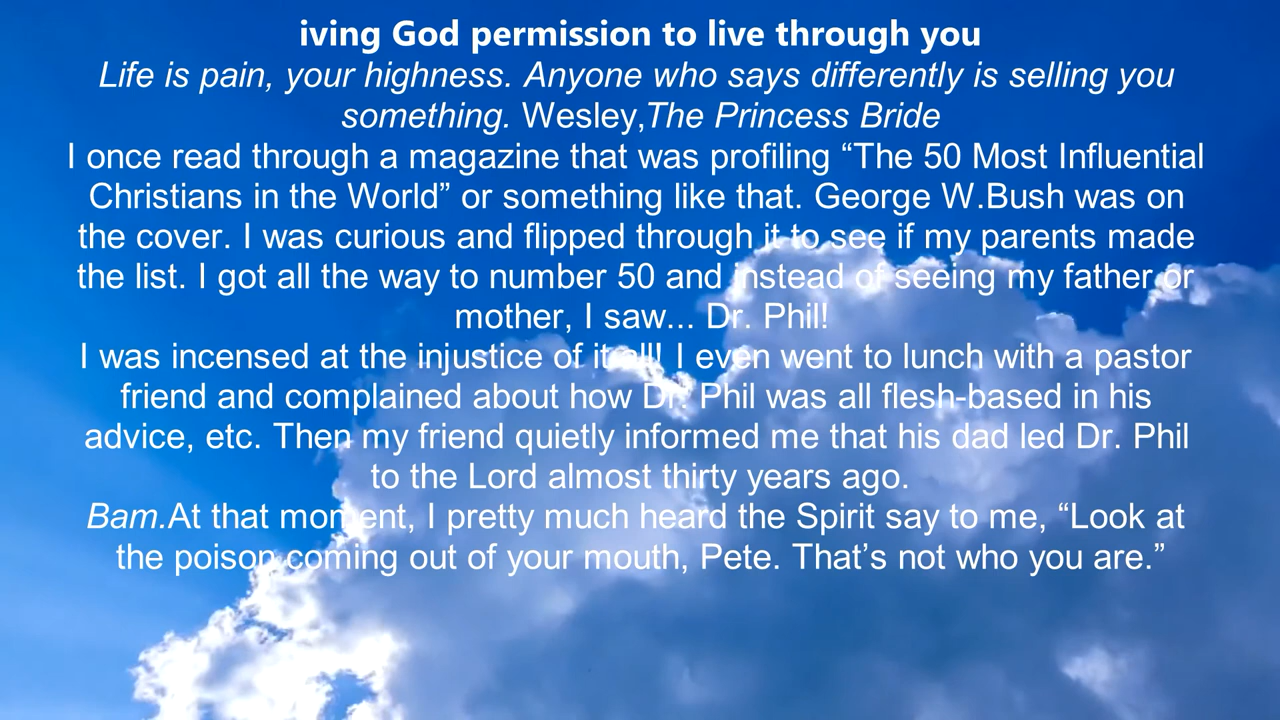 iving God permission to live through you
Life is pain, your highness. Anyone who says differently is selling you
something. Wesley,The Princess Bride
I once read through a magazine that was profiling “The 50 Most Influential
Christians in the World” or something like that. George W.Bush was on
the cover. I was curious and flipped through it to see if my parents made
the list. I got all the way to number 50 and instead of seeing my father or
mother, I saw... Dr. Phil!
I was incensed at the injustice of it all! I even went to lunch with a pastor
friend and complained about how Dr. Phil was all flesh-based in his
advice, etc. Then my friend quietly informed me that his dad led Dr. Phil
to the Lord almost thirty years ago.
Bam.At that moment, I pretty much heard the Spirit say to me, “Look at
the poison coming out of your mouth, Pete. That’s not who you are.”